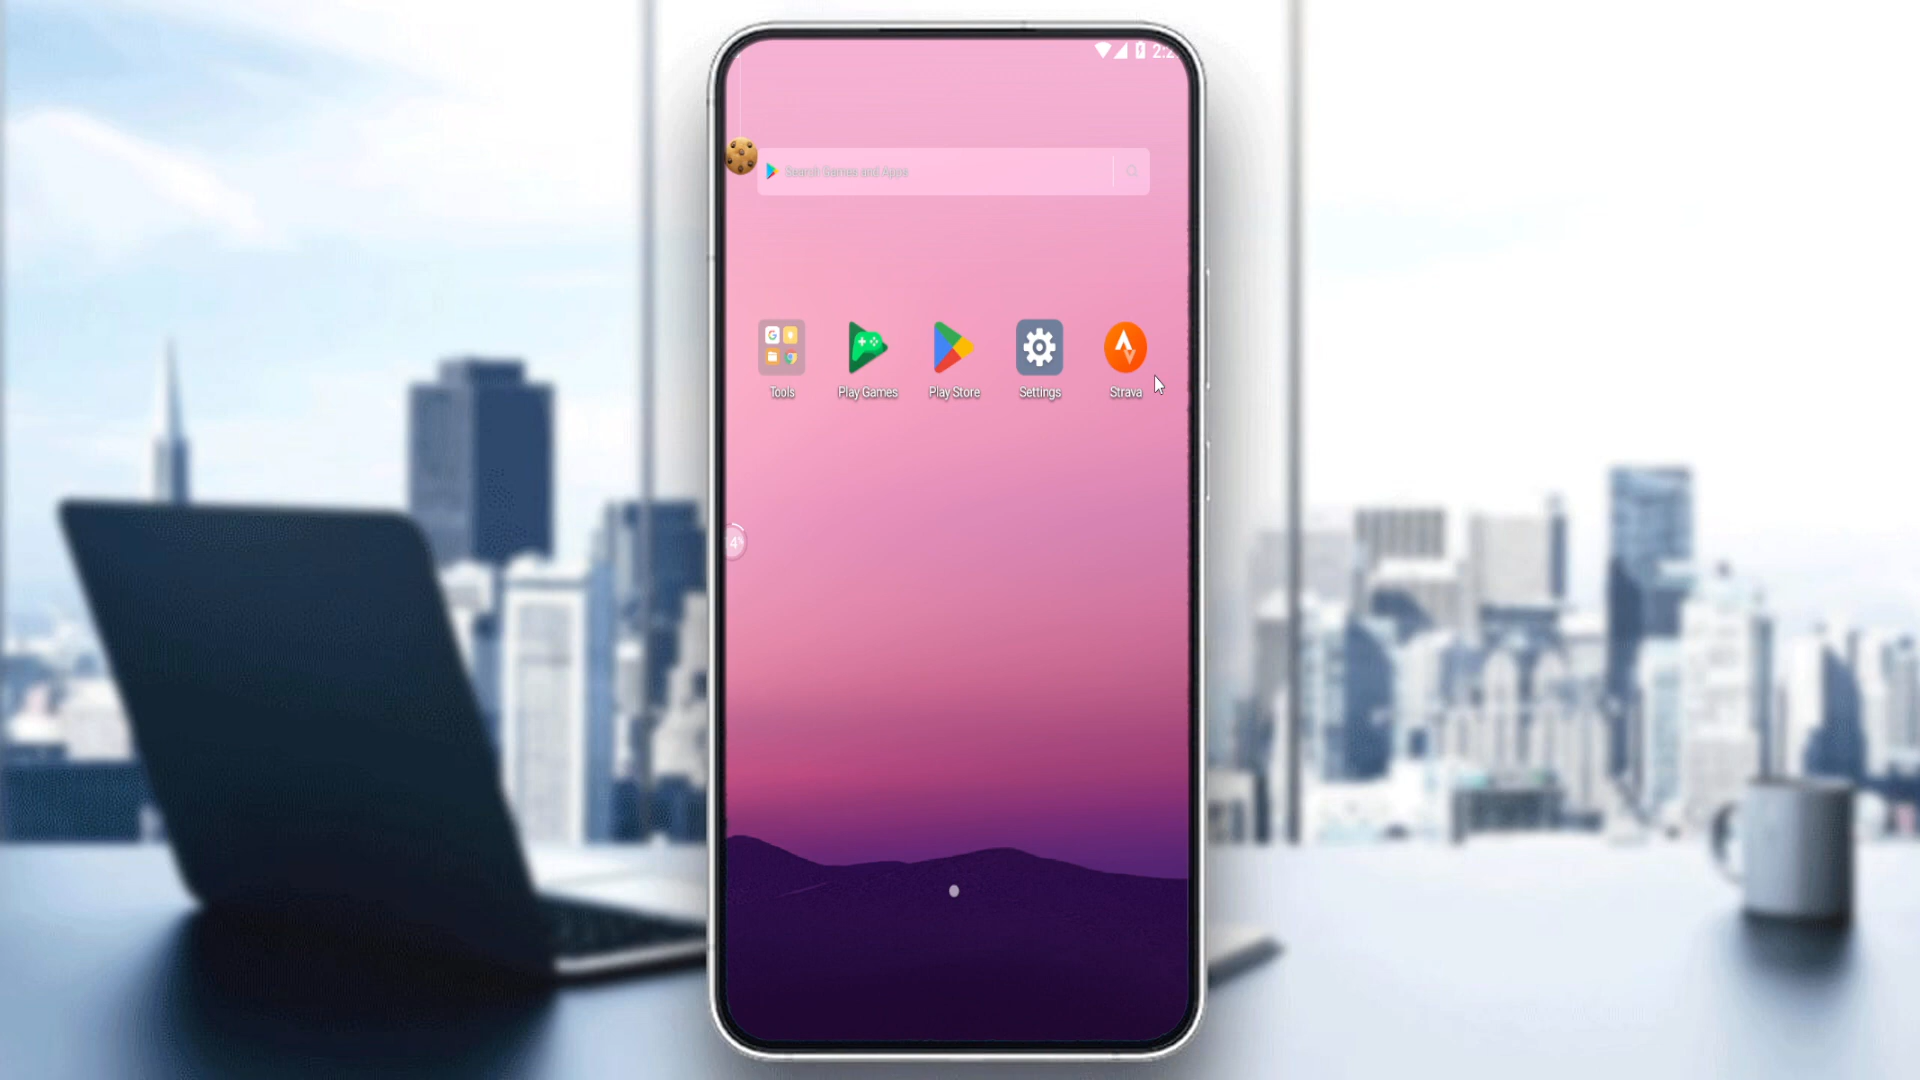 Search Games and Apps
Tools
Play Games
Play Store
Settings
Strava